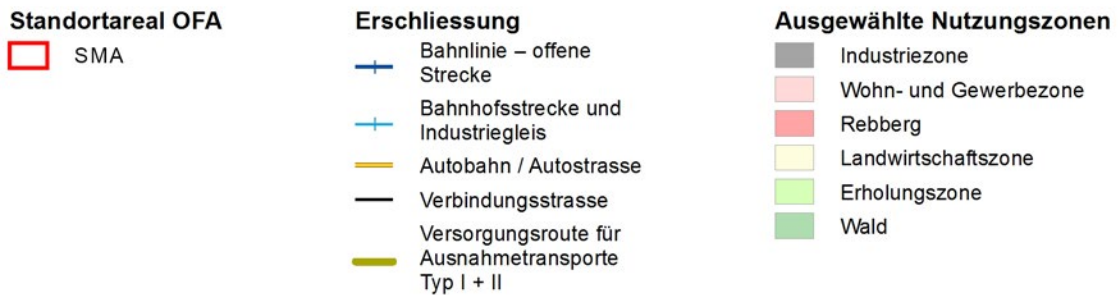 Standortareal OFA
SMA
Erschliessung
Bahnlinie – offene
Strecke
Bahnhofsstrecke und
Industriegleis
Autobahn / Autostrasse
Verbindungsstrasse
Versorgungsroute für
Ausnahmetransporte
Typ I + II
Ausgewählte Nutzungszonen
Industriezone
Wohn- und Gewerbezone
Rebberg
Landwirtschaftszone
Erholungszone
Wald